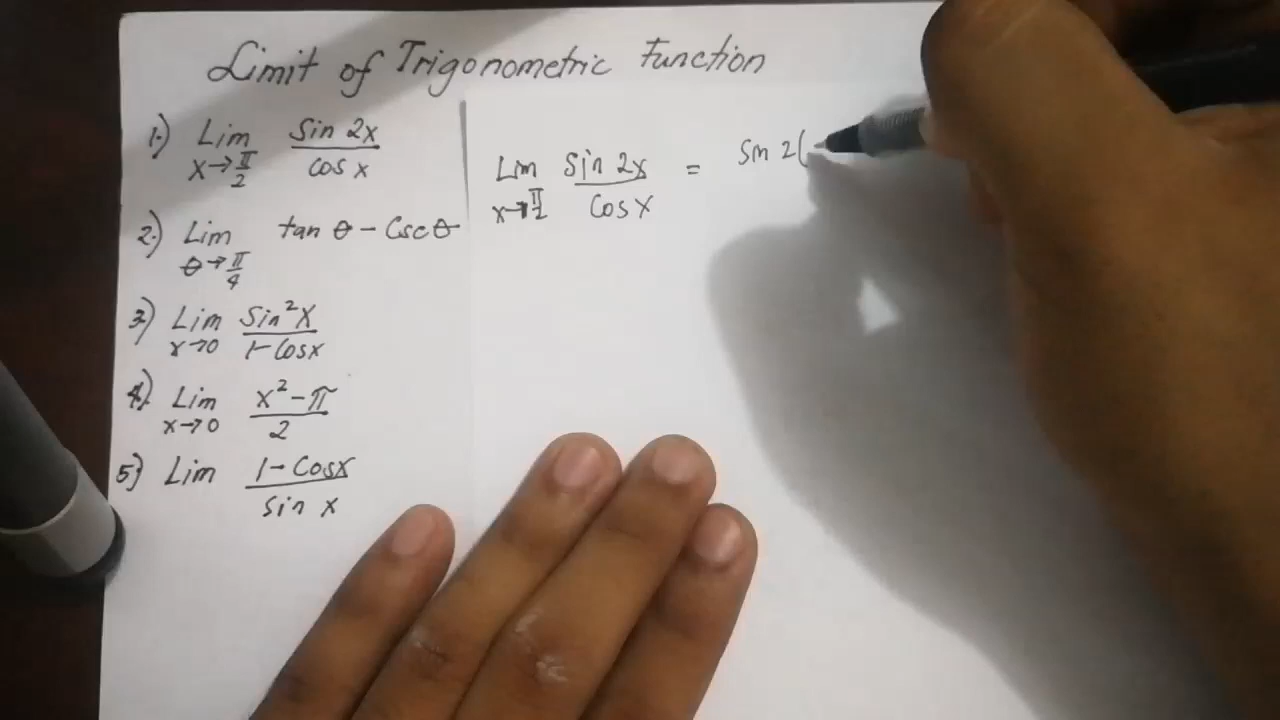 Limit of Trigonometric Function
1.) Lim x→π/2 sin 2x / cos x
2.) Lim θ→π/4 tan θ - Csc θ
3.) Lim x→0 Sin²x / 1-Cosx
4.) Lim x→0 x²-π / 2
5.) Lim 1-Cosx / sin x
Lim x→π/2 Sin 2x / Cosx = Sin 2(